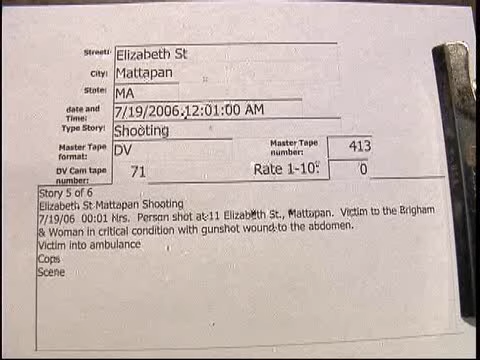 Street: Elizabeth St
City: Mattapan
State: MA
date and Time: 7/19/2006 12:01:00 AM
Type Story: Shooting
Master Tape format: DV Master Tape number: 413
DV Cam tape number: 71 Rate 1-10: 0
Story 5 of 6
Elizabeth St Mattapan Shooting
7/19/06 00:01 Hrs. Person shot at 11 Elizabeth St., Mattapan. Victim to the Brigham
& Woman in critical condition with gunshot wound to the abdomen.
Victim into ambulance
Cops
Scene